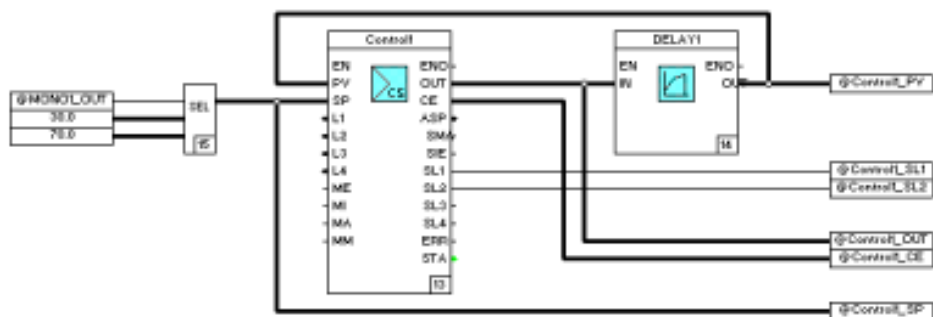 Control1
DELAY1
EN
ENO
EN
ENO
PV
OUT
IN
OUT
@Control1_PV
CS
@MONO1_OUT
SEL
SP
CE
30.0
L1
ASP
70.0
15
L2
SMA
14
L3
SIE
L4
SL1
@Control1_SL1
ME
SL2
@Control1_SL2
MI
SL3
MA
SL4
MM
ERR
@Control1_OUT
STA
@Control1_CE
13
@Control1_SP